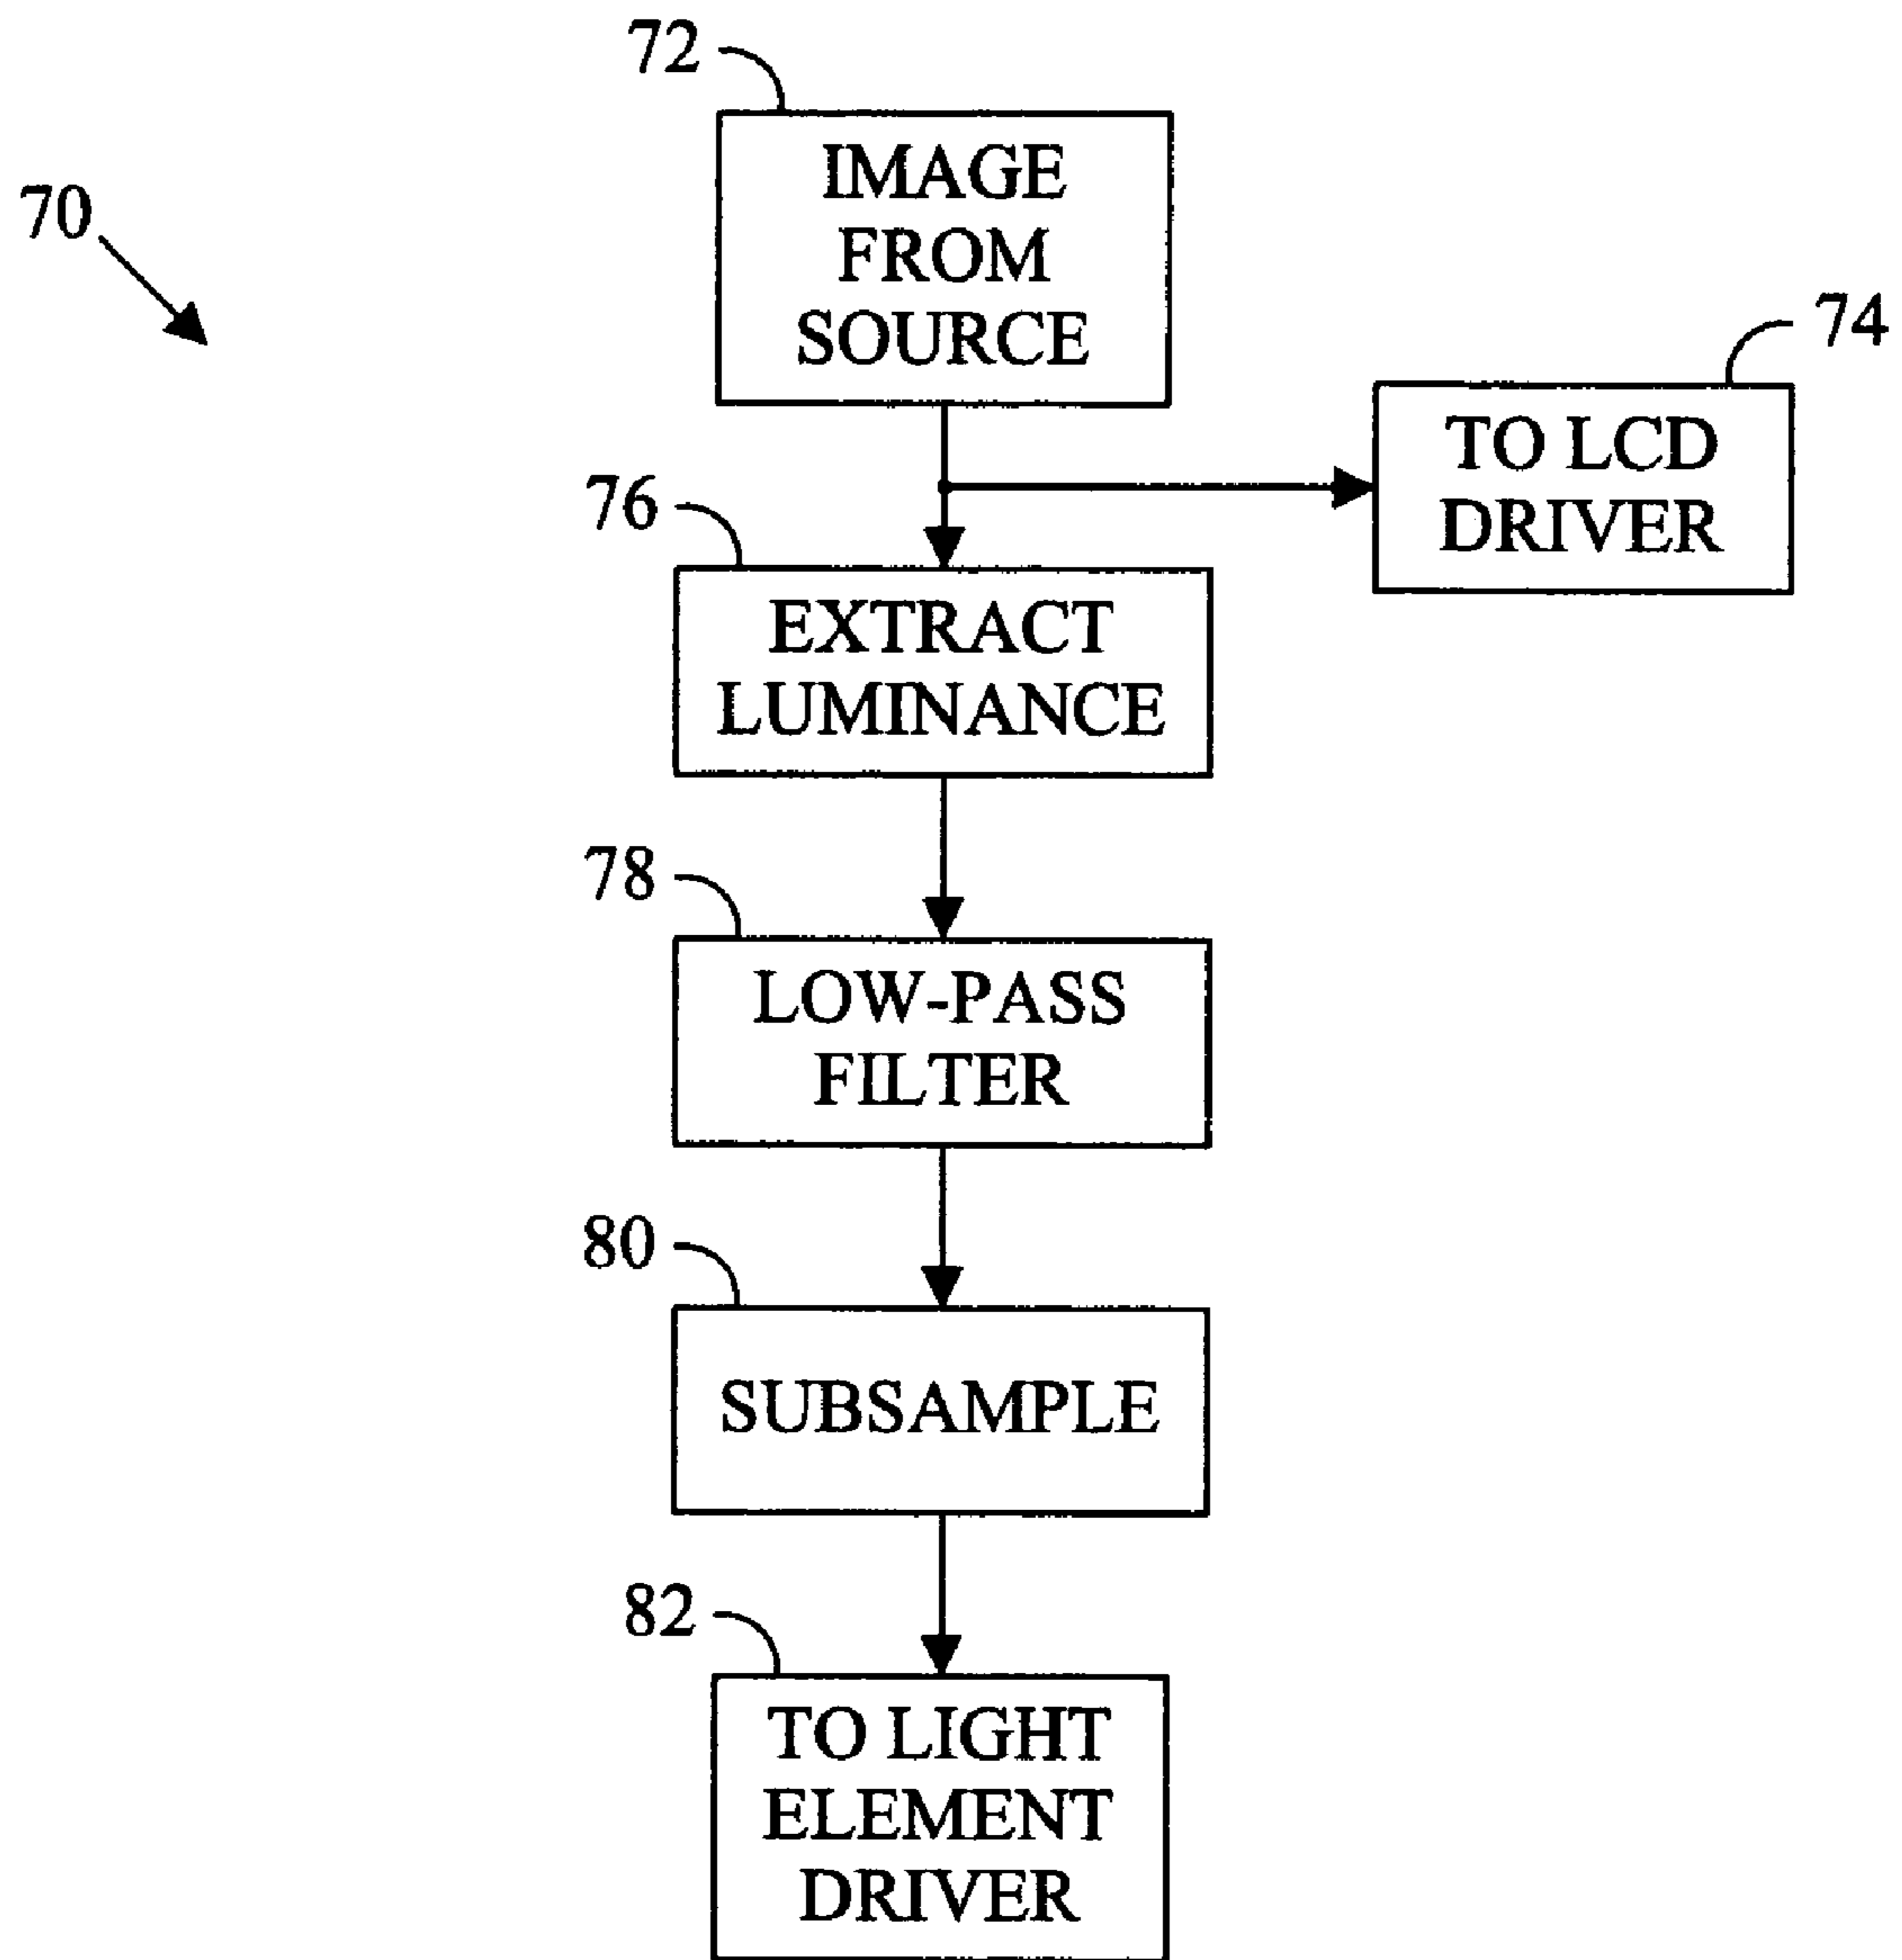 72
IMAGE
FROM
SOURCE
70
74
TO LCD
DRIVER
76
EXTRACT
LUMINANCE
78
LOW-PASS
FILTER
80
SUBSAMPLE
82
TO LIGHT
ELEMENT
DRIVER